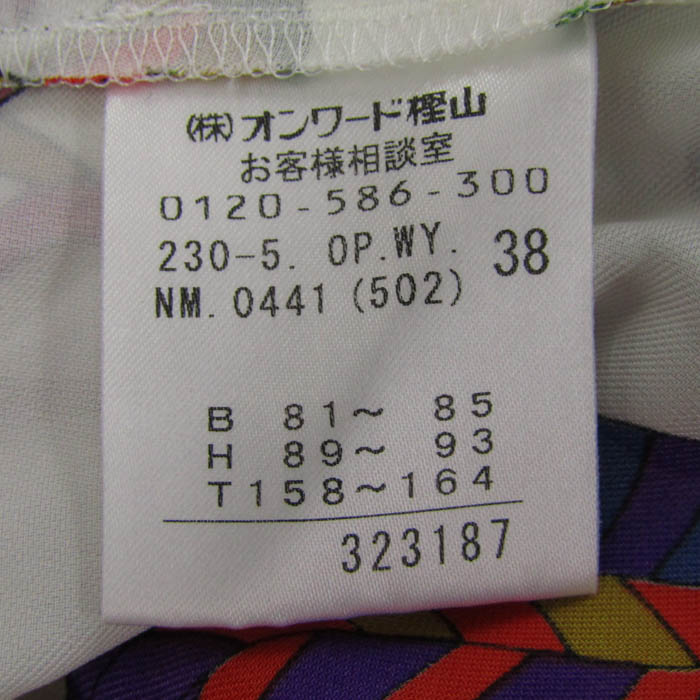 (株)オンワード樫山
お客様相談室
0120-586-300
230-5. OP.WY. 38
NM. 0441 (502)
B 81～ 85
H 89～ 93
T158～164
323187